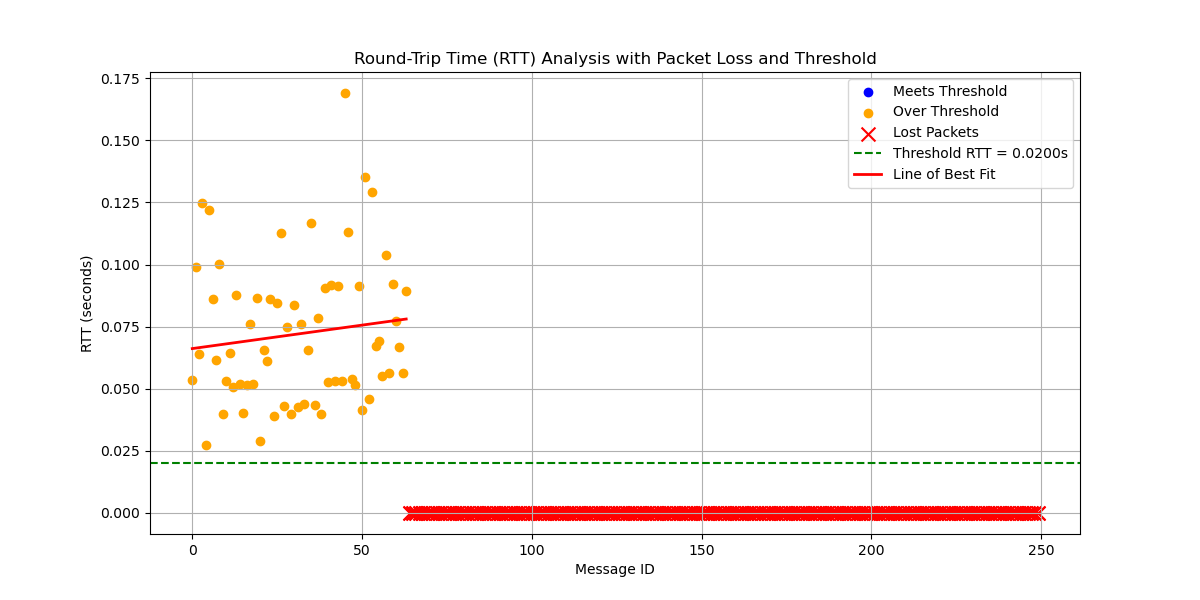 Round-Trip Time (RTT) Analysis with Packet Loss and Threshold
Meets Threshold
Over Threshold
Lost Packets
Threshold RTT = 0.0200s
Line of Best Fit
RTT (seconds)
0.175
0.150
0.125
0.100
0.075
0.050
0.025
0.000
0 50 100 150 200 250
Message ID